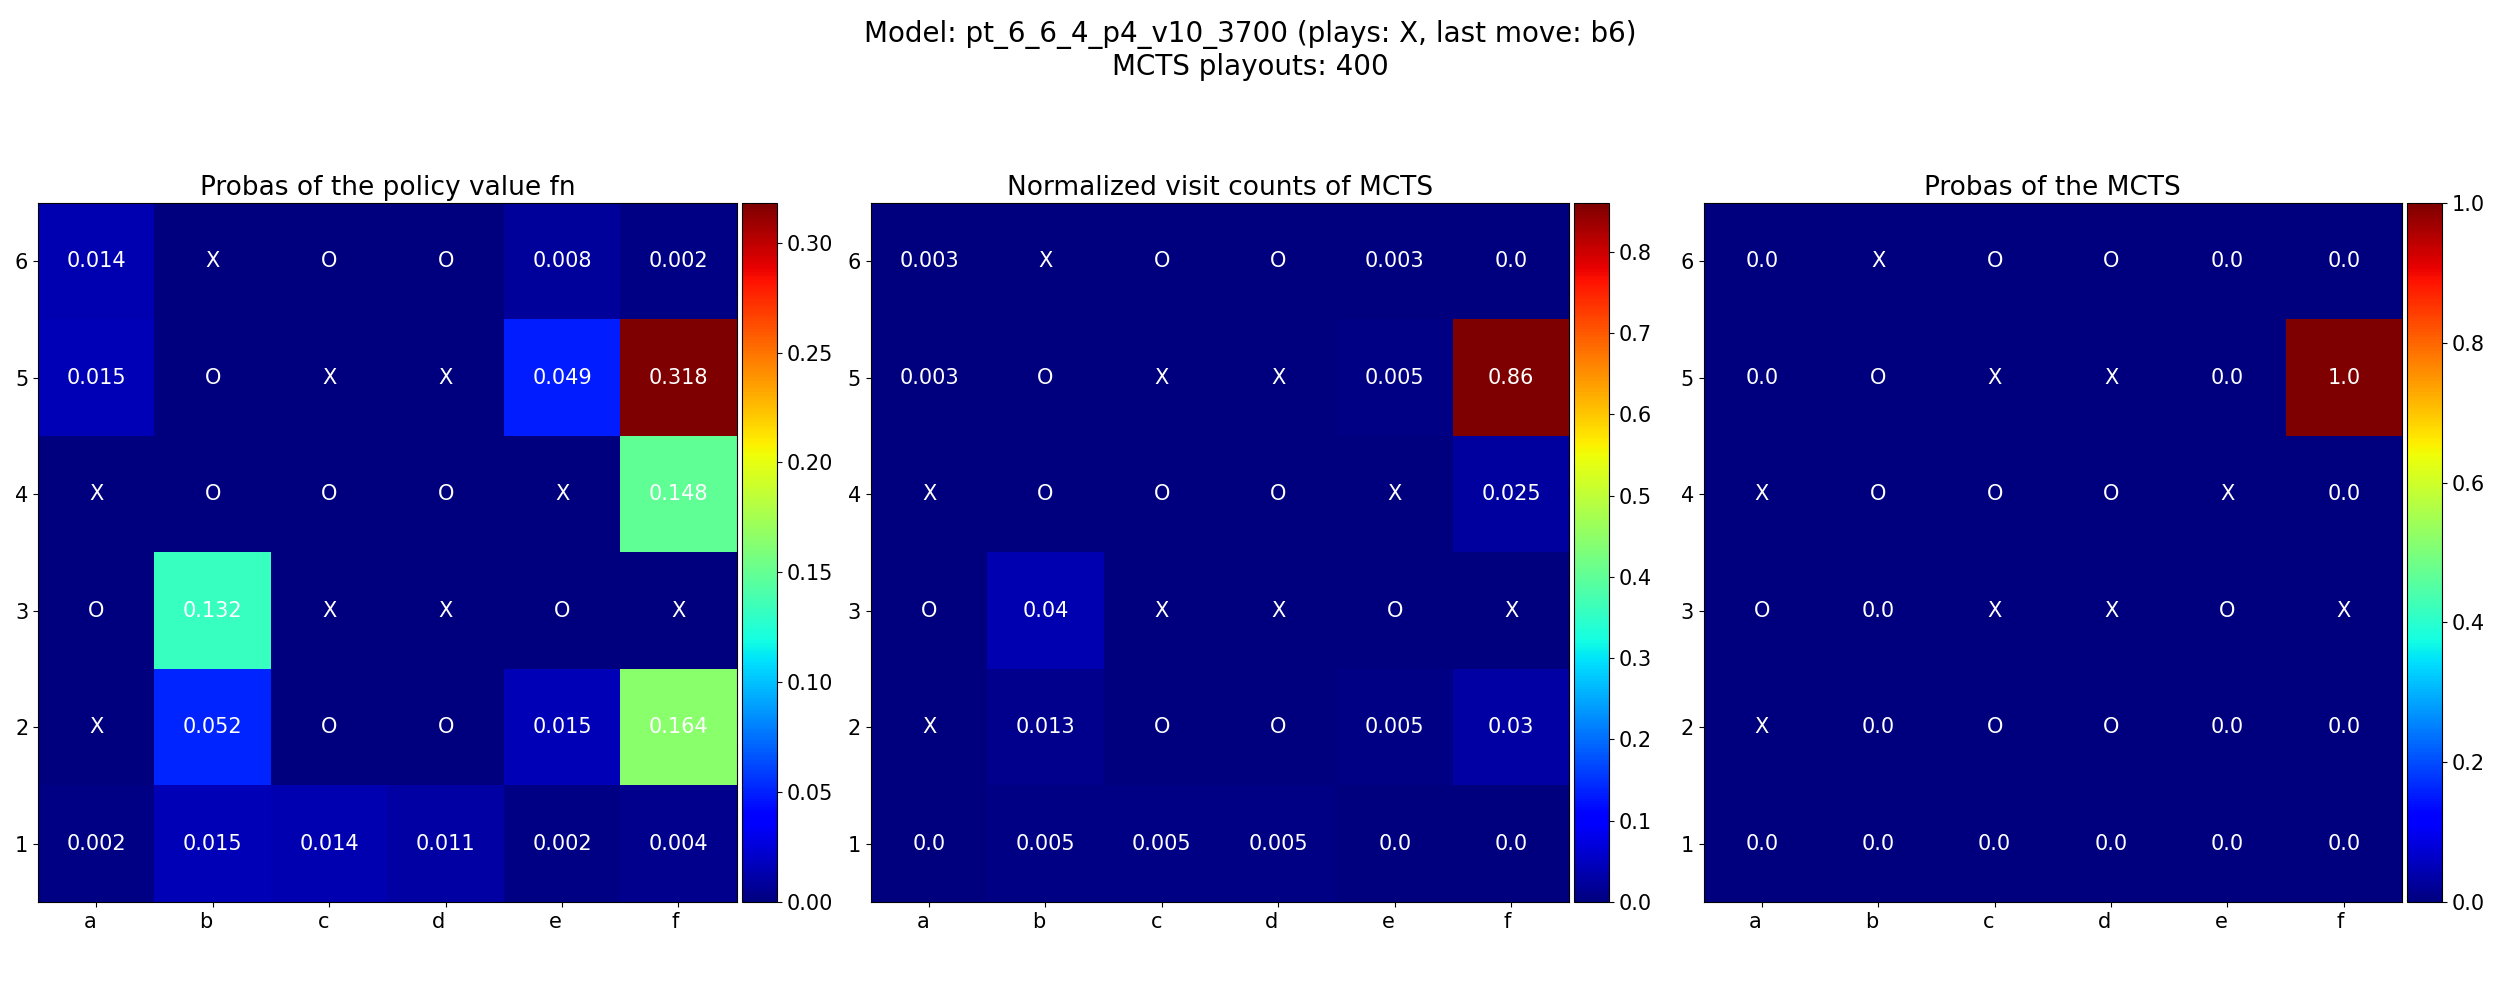 Model: pt_6_6_4_p4_v10_3700 (plays: X, last move: b6)
MCTS playouts: 400
Probas of the policy value fn
6 0.014 X O O 0.008 0.002
5 0.015 O X X 0.049 0.318
4 X O O O X 0.148
3 O 0.132 X X O X
2 X 0.052 O O 0.015 0.164
1 0.002 0.015 0.014 0.011 0.002 0.004
a b c d e f
0.30
0.25
0.20
0.15
0.10
0.05
0.00
Normalized visit counts of MCTS
6 0.003 X O O 0.003 0.0
5 0.003 O X X 0.005 0.86
4 X O O O X 0.025
3 O 0.04 X X O X
2 X 0.013 O O 0.005 0.03
1 0.0 0.005 0.005 0.005 0.0 0.0
a b c d e f
0.8
0.7
0.6
0.5
0.4
0.3
0.2
0.1
0.0
Probas of the MCTS
6 0.0 X O O 0.0 0.0
5 0.0 O X X 0.0 1.0
4 X O O O X 0.0
3 O 0.0 X X O X
2 X 0.0 O O 0.0 0.0
1 0.0 0.0 0.0 0.0 0.0 0.0
a b c d e f
1.0
0.8
0.6
0.4
0.2
0.0